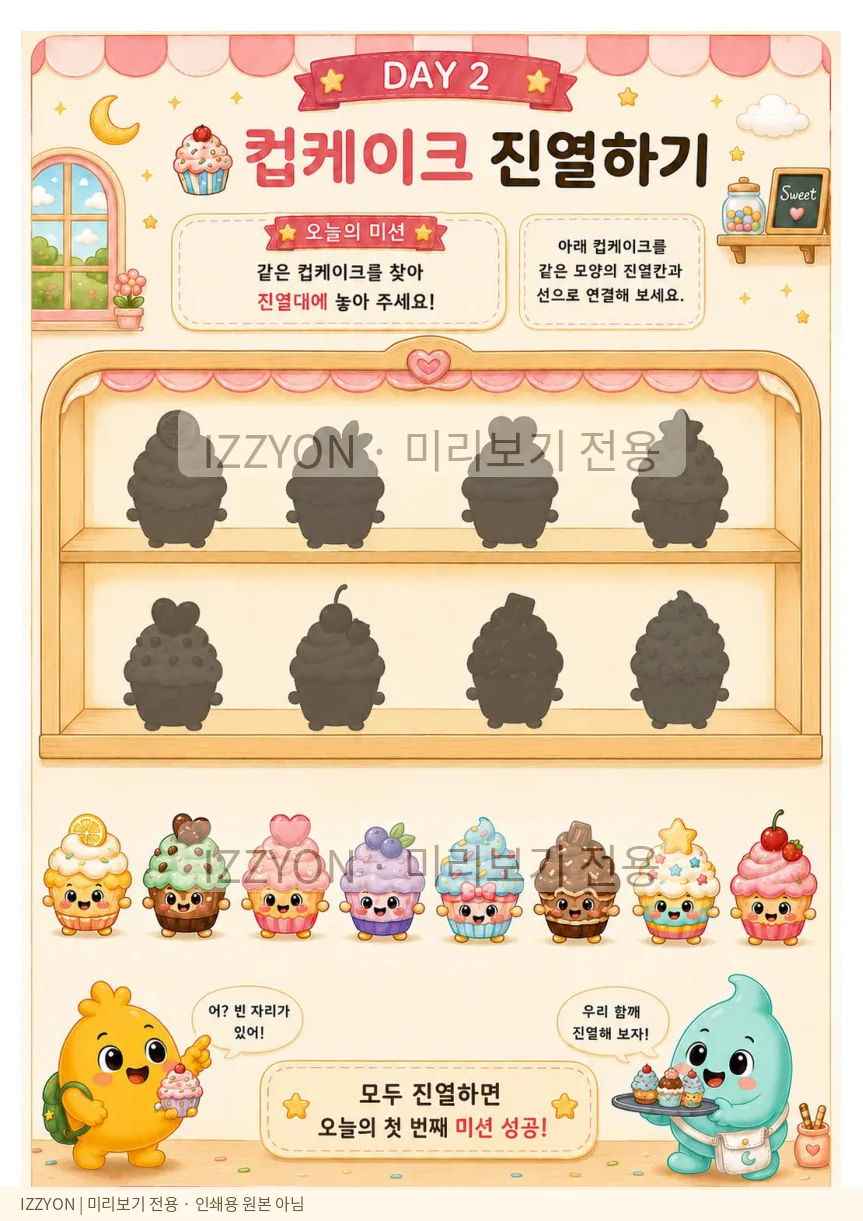 DAY 2
컵케이크 진열하기
Sweet
오늘의 미션
같은 컵케이크를 찾아
진열대에 놓아 주세요!
아래 컵케이크를
같은 모양의 진열칸과
선으로 연결해 보세요.
IZZYON · 미리보기 전용
IZZYON · 미리보기 전용
어? 빈 자리가
있어!
우리 함께
진열해 보자!
모두 진열하면
오늘의 첫 번째 미션 성공!
IZZYON | 미리보기 전용 · 인쇄용 원본 아님